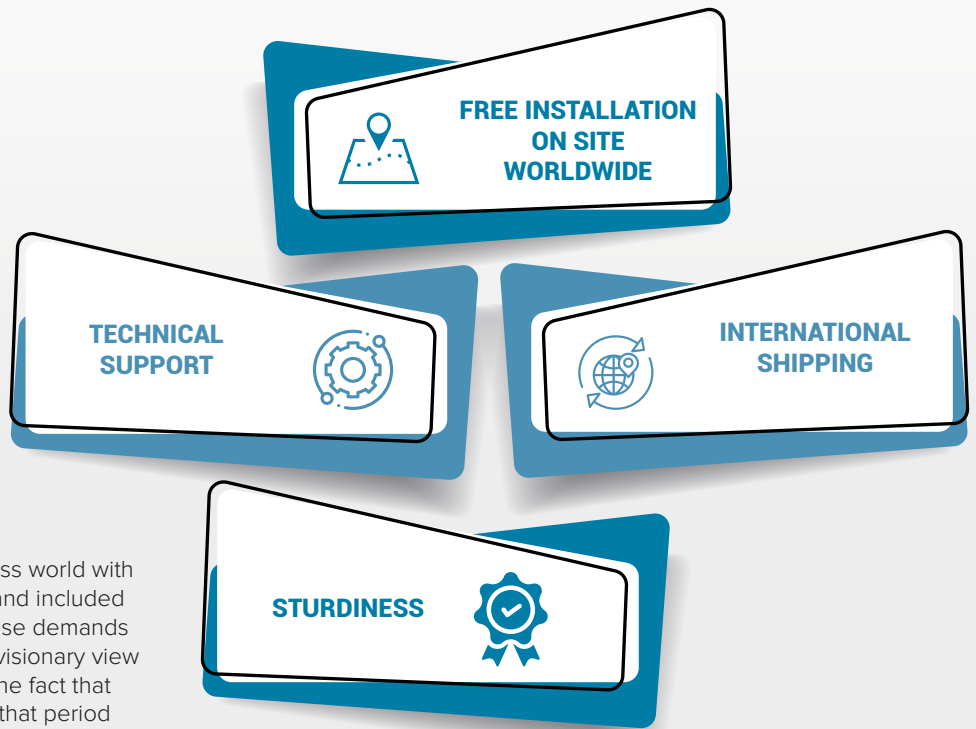 FREE INSTALLATION
ON SITE
WORLDWIDE
TECHNICAL
SUPPORT
INTERNATIONAL
SHIPPING
STURDINESS
ss world with
and included
se demands
visionary view
he fact that
that period